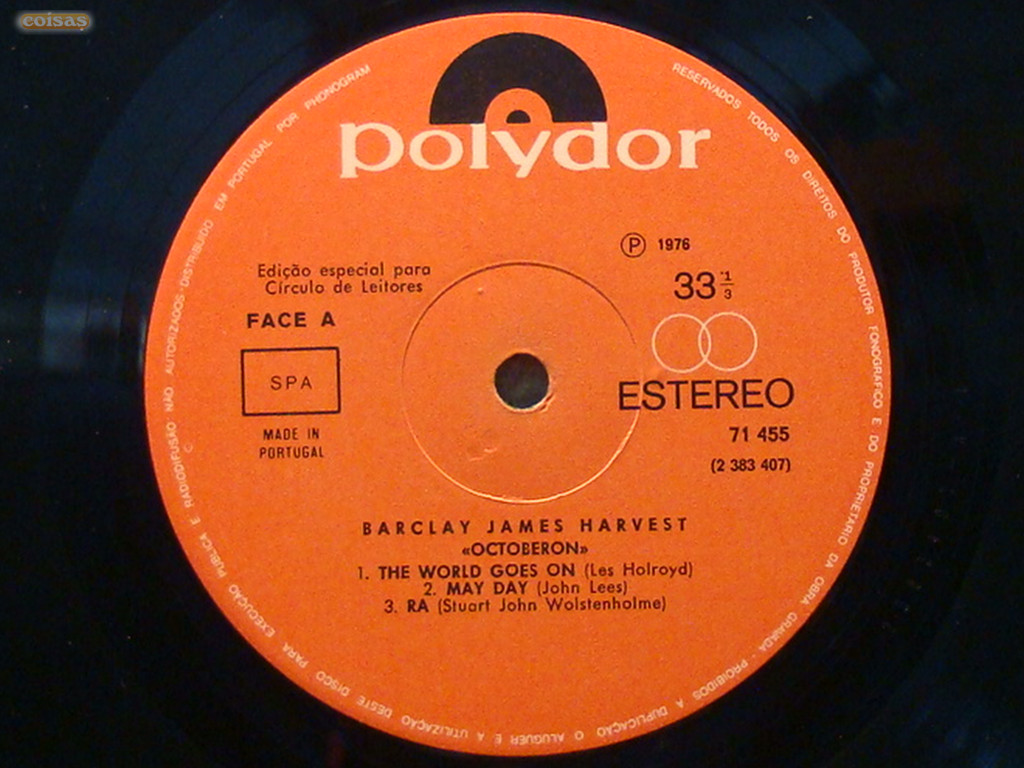 coisas
polydor
RESERVADOS TODOS OS DIREITOS DO PRODUTOR FONOGRÁFICO E DO PROPRIETÁRIO DA OBRA GRAVADA · PROIBIDOS A DUPLICAÇÃO O ALUGUER E A UTILIZAÇÃO DESTE DISCO PARA EXECUÇÃO PÚBLICA E RADIODIFUSÃO NÃO AUTORIZADOS · DISTRIBUIDO EM PORTUGAL POR PHONOGRAM
Ⓟ 1976
33 1/3
Edição especial para
Círculo de Leitores
FACE A
SPA
MADE IN
PORTUGAL
ESTEREO
71 455
(2 383 407)
BARCLAY JAMES HARVEST
«OCTOBERON»
1. THE WORLD GOES ON (Les Holroyd)
2. MAY DAY (John Lees)
3. RA (Stuart John Wolstenholme)